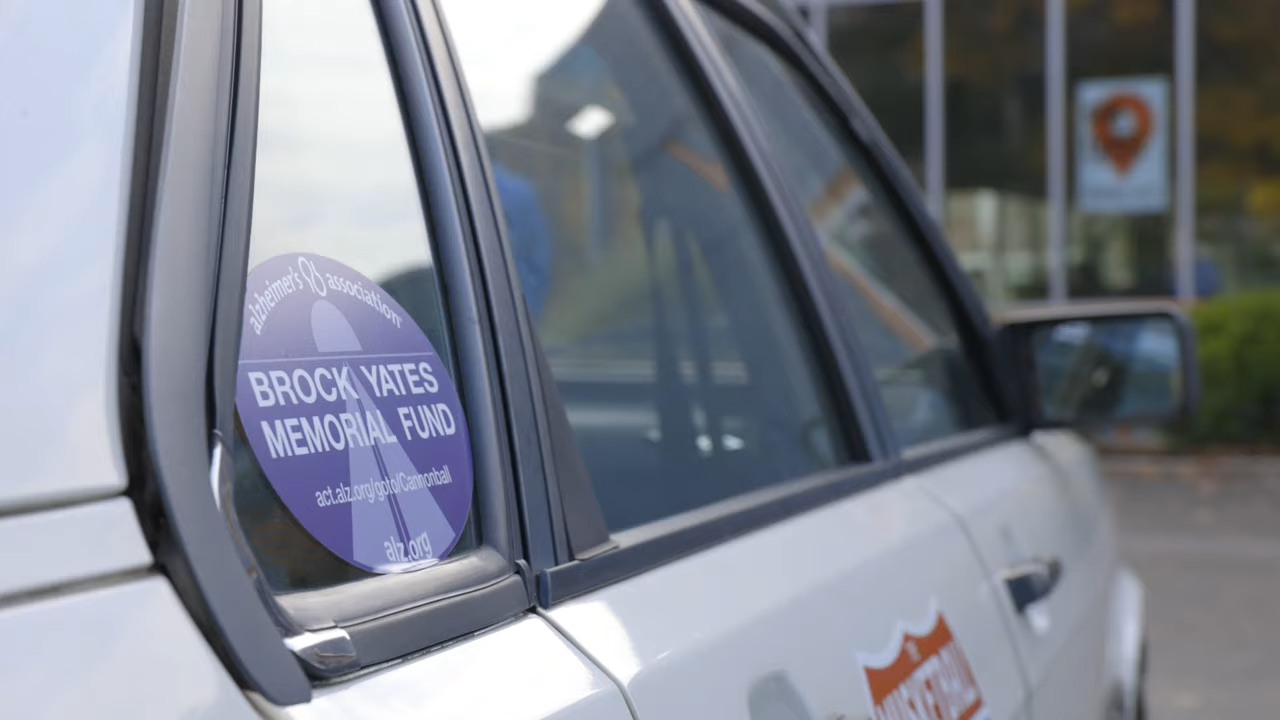 alzheimer's association®
BROCK YATES
MEMORIAL FUND
act.alz.org/goto/Cannonball
alz.org